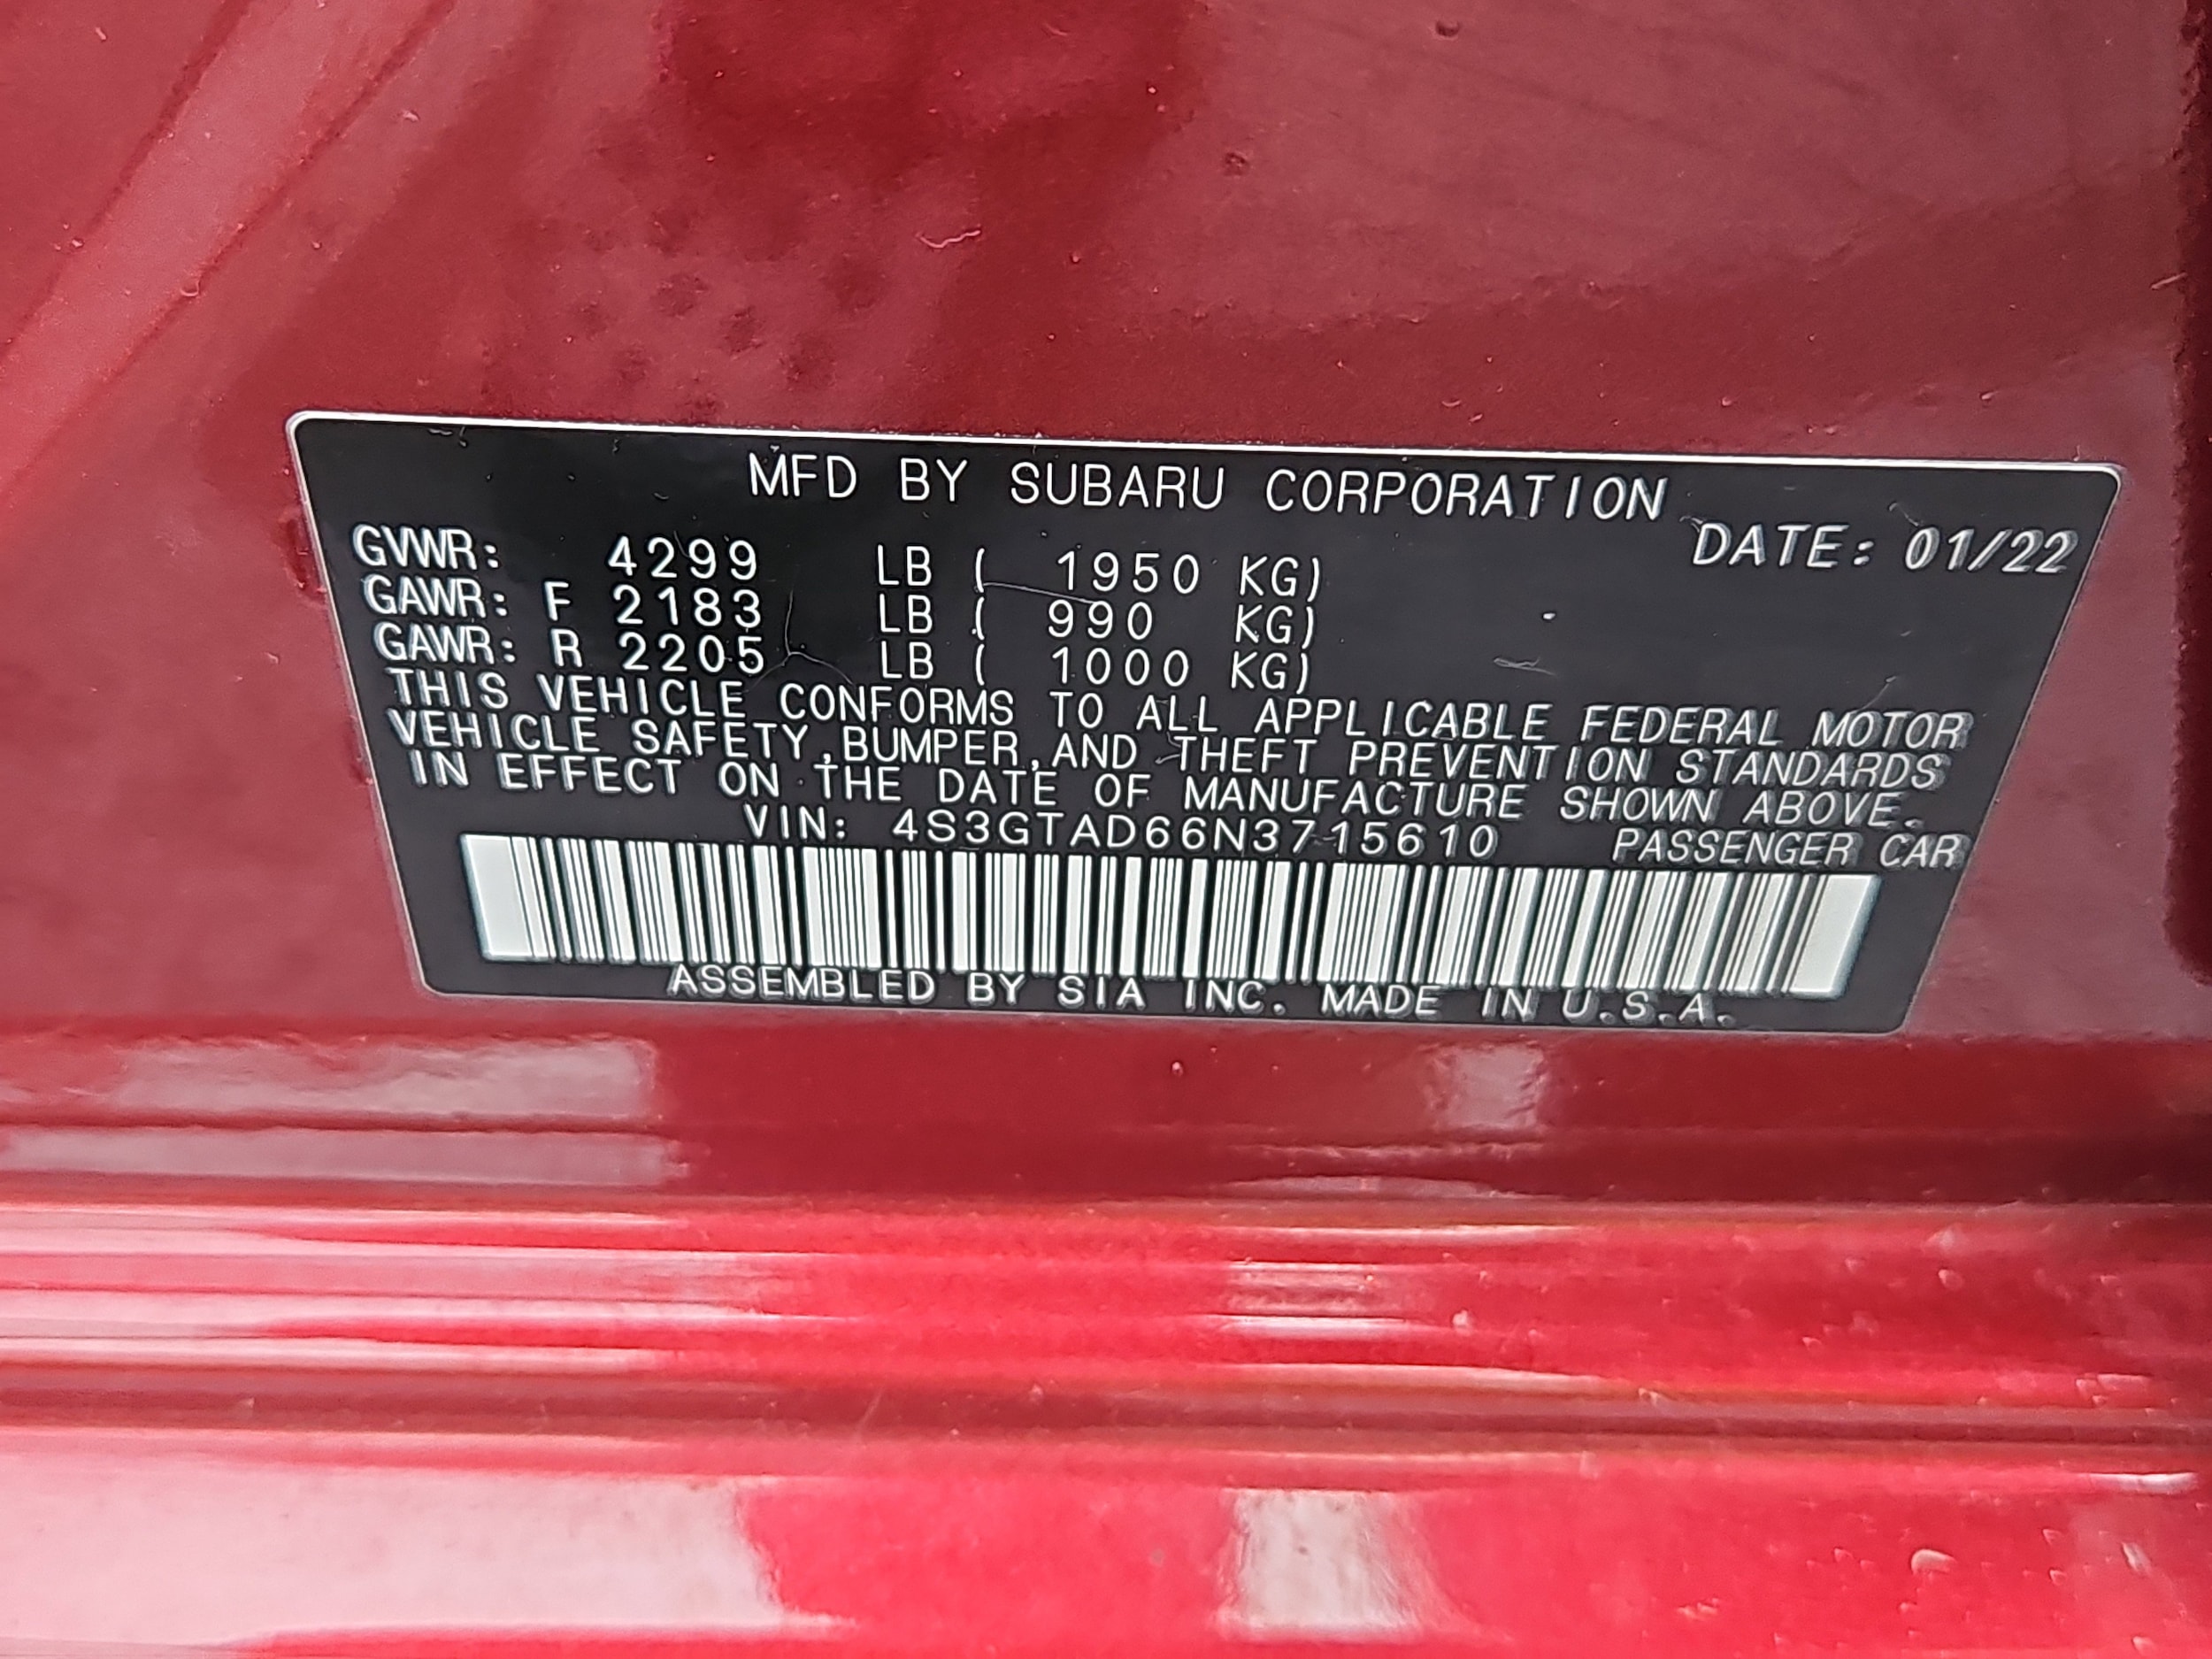 MFD BY SUBARU CORPORATION
DATE: 01/22
GVWR: 4299 LB ( 1950 KG)
GAWR: F 2183 LB ( 990 KG)
GAWR: R 2205 LB ( 1000 KG)
THIS VEHICLE CONFORMS TO ALL APPLICABLE FEDERAL MOTOR
VEHICLE SAFETY,BUMPER,AND THEFT PREVENTION STANDARDS
IN EFFECT ON THE DATE OF MANUFACTURE SHOWN ABOVE.
VIN: 4S3GTAD66N3715610 PASSENGER CAR
ASSEMBLED BY SIA INC. MADE IN U.S.A.